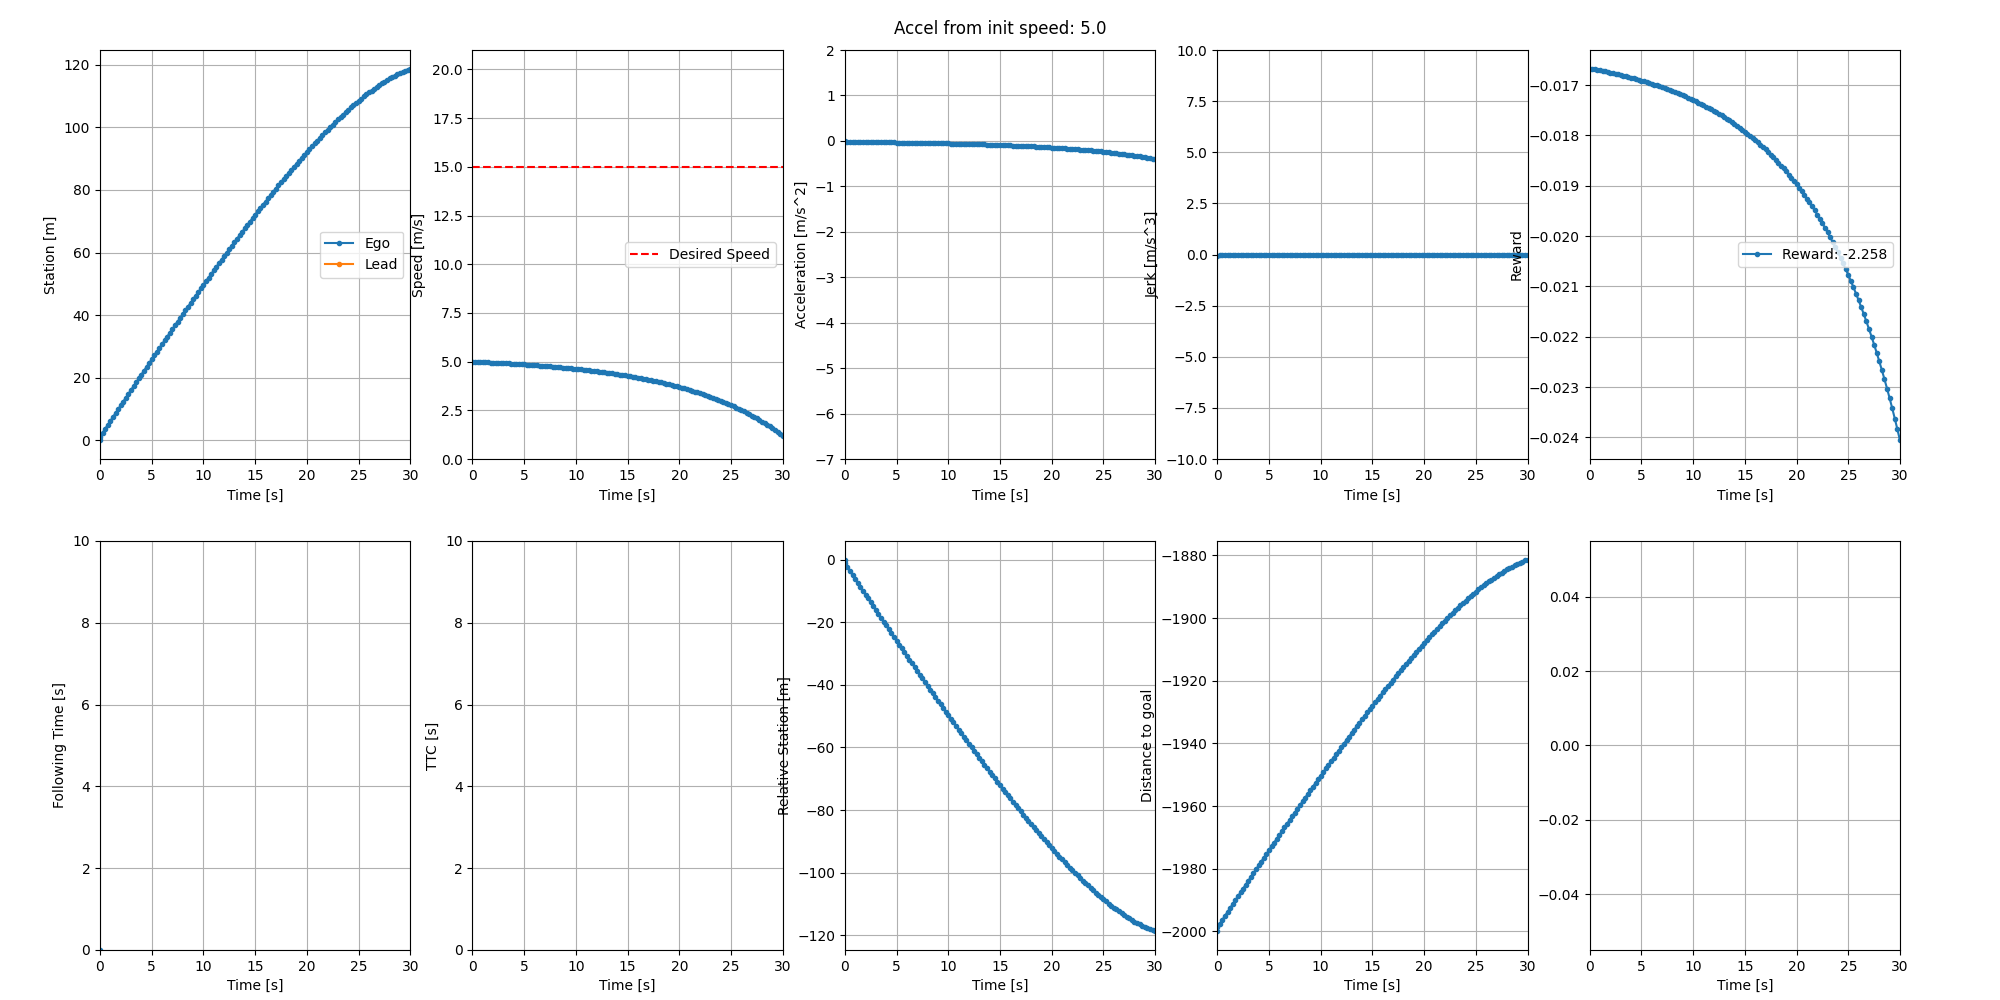 Accel from init speed: 5.0
120
100
80
60
40
20
0
Station [m]
Ego
Lead
0 5 10 15 20 25 30
Time [s]
20.0
17.5
15.0
12.5
10.0
7.5
5.0
2.5
0.0
Speed [m/s]
Desired Speed
0 5 10 15 20 25 30
Time [s]
2
1
0
−1
−2
−3
−4
−5
−6
−7
Acceleration [m/s^2]
0 5 10 15 20 25 30
Time [s]
10.0
7.5
5.0
2.5
0.0
−2.5
−5.0
−7.5
−10.0
Jerk [m/s^3]
0 5 10 15 20 25 30
Time [s]
−0.017
−0.018
−0.019
−0.020
−0.021
−0.022
−0.023
−0.024
Reward
Reward: -2.258
0 5 10 15 20 25 30
Time [s]
10
8
6
4
2
0
Following Time [s]
0 5 10 15 20 25 30
Time [s]
10
8
6
4
2
0
TTC [s]
0 5 10 15 20 25 30
Time [s]
0
−20
−40
−60
−80
−100
−120
Relative Station [m]
0 5 10 15 20 25 30
Time [s]
−1880
−1900
−1920
−1940
−1960
−1980
−2000
Distance to goal
0 5 10 15 20 25 30
Time [s]
0.04
0.02
0.00
−0.02
−0.04
0 5 10 15 20 25 30
Time [s]